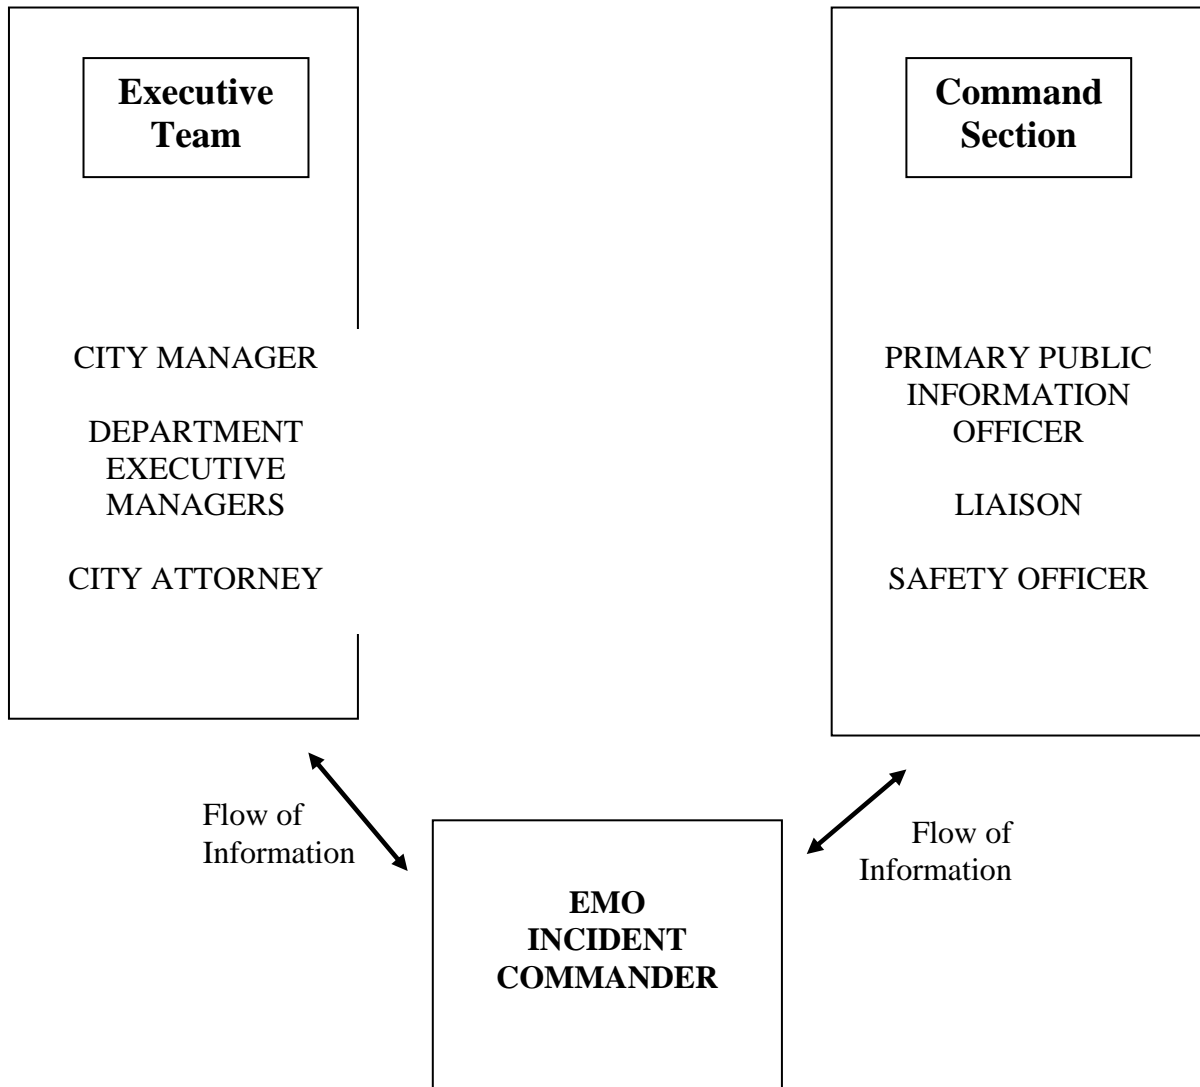 Executive
Team
CITY MANAGER
DEPARTMENT
EXECUTIVE
MANAGERS
CITY ATTORNEY
Command
Section
PRIMARY PUBLIC
INFORMATION
OFFICER
LIAISON
SAFETY OFFICER
Flow of
Information
Flow of
Information
EMO
INCIDENT
COMMANDER